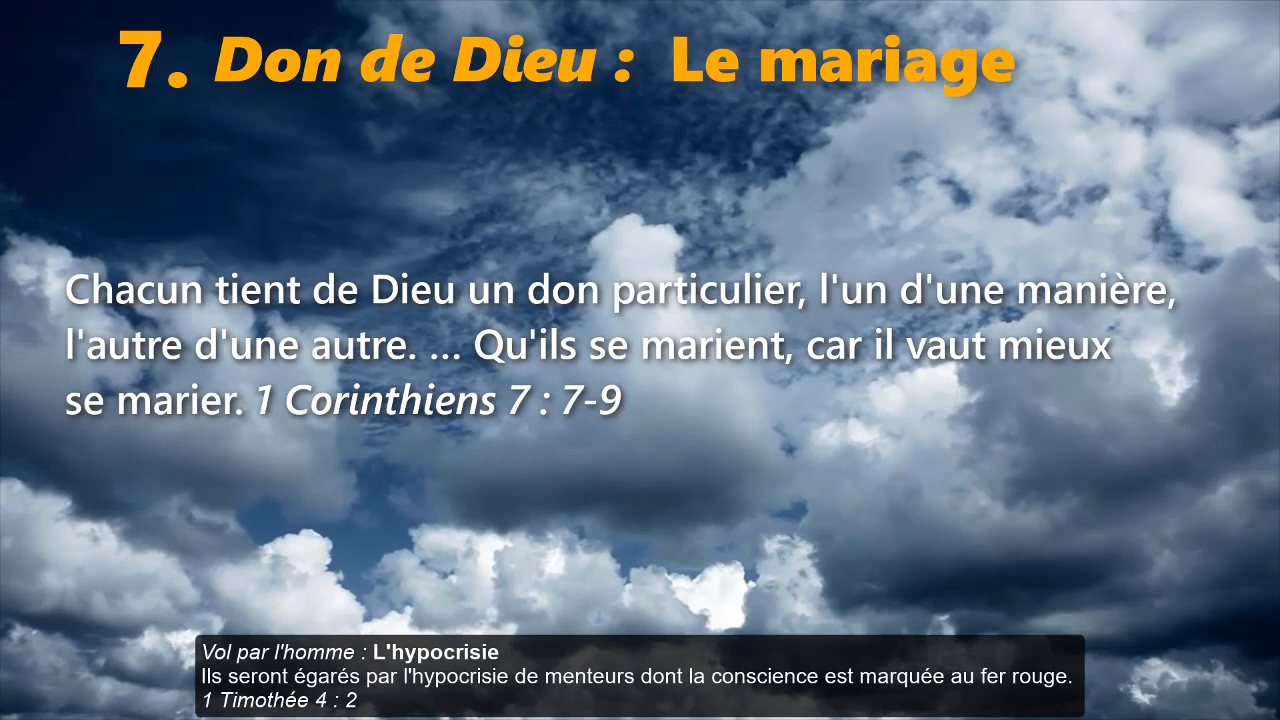 7. Don de Dieu : Le mariage
Chacun tient de Dieu un don particulier, l'un d'une manière,
l'autre d'une autre. ... Qu'ils se marient, car il vaut mieux
se marier. 1 Corinthiens 7 : 7-9
Vol par l'homme : L'hypocrisie
Ils seront égarés par l'hypocrisie de menteurs dont la conscience est marquée au fer rouge.
1 Timothée 4 : 2